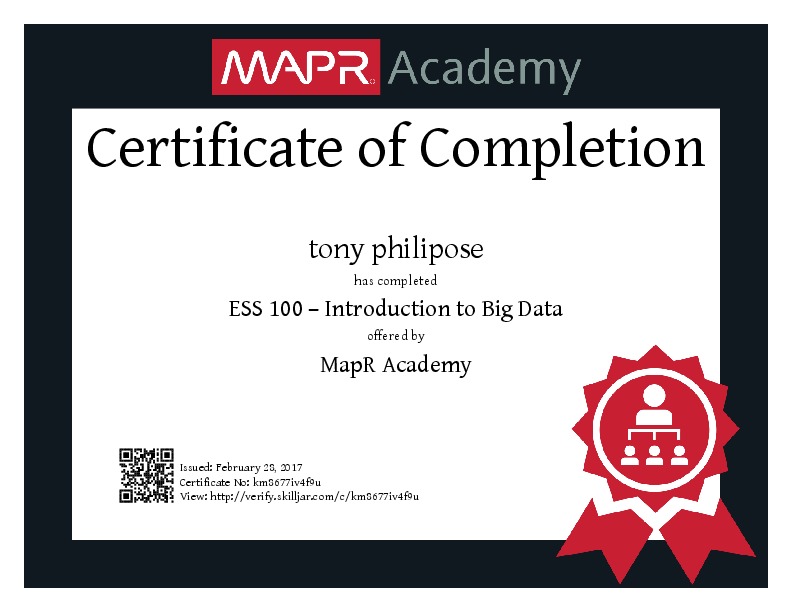 MAPR Academy
Certificate of Completion
tony philipose
has completed
ESS 100 – Introduction to Big Data
offered by
MapR Academy
Issued: February 28, 2017
Certificate No: km8677iv4f9u
View: http://verify.skilljar.com/c/km8677iv4f9u